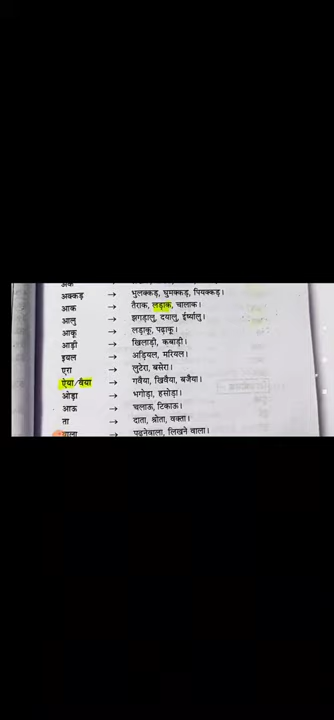 अक
अक्कड़ → भुलक्कड़, घुमक्कड़, पियक्कड़।
आक → तैराक, लड़ाक, चालाक।
आलु → झगड़ालु, दयालु, ईर्ष्यालु।
आकू → लड़ाकू, पढ़ाकू।
आड़ी → खिलाड़ी, कबाड़ी।
इयल → अड़ियल, मरियल।
एरा → लुटेरा, बसेरा।
ऐया/वैया → गवैया, खिवैया, बजैया।
ओड़ा → भगोड़ा, हसोड़ा।
आऊ → चलाऊ, टिकाऊ।
ता → दाता, श्रोता, वक्ता।
वाला → पढ़नेवाला, लिखने वाला।